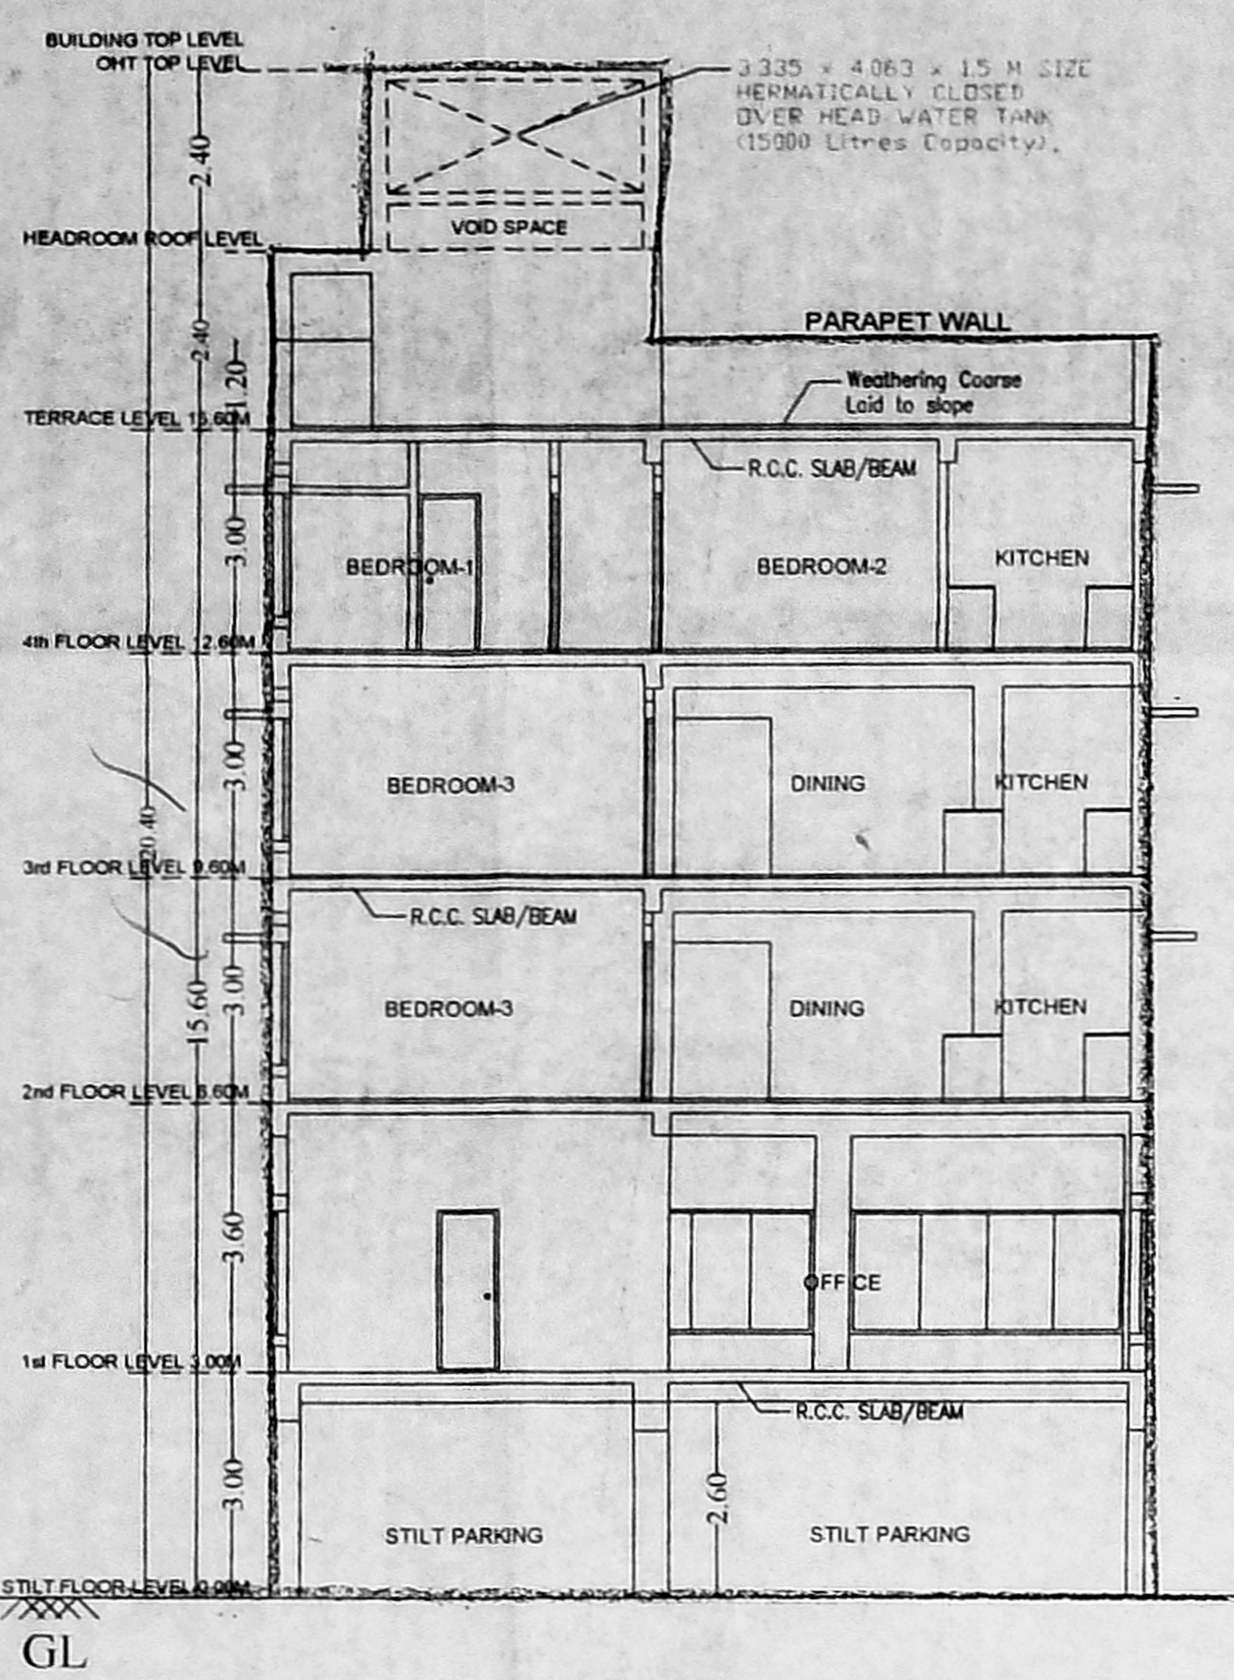 BUILDING TOP LEVEL
OHT TOP LEVEL
3.335 x 4.063 x 1.5 M SIZE
HERMATICALLY CLOSED
OVER HEAD WATER TANK
(15000 Litres Capacity).
2.40
VOID SPACE
HEADROOM ROOF LEVEL
2.40
PARAPET WALL
1.20
Weathering Coarse
Laid to slope
TERRACE LEVEL 15.60M
R.C.C. SLAB/BEAM
3.00
BEDROOM-1
BEDROOM-2
KITCHEN
4th FLOOR LEVEL 12.60M
3.00
BEDROOM-3
DINING
KITCHEN
20.40
3rd FLOOR LEVEL 9.60M
R.C.C. SLAB/BEAM
15.60
3.00
BEDROOM-3
DINING
KITCHEN
2nd FLOOR LEVEL 6.60M
3.60
OFFICE
1st FLOOR LEVEL 3.00M
R.C.C. SLAB/BEAM
3.00
2.60
STILT PARKING
STILT PARKING
STILT FLOOR LEVEL 0.00M
GL